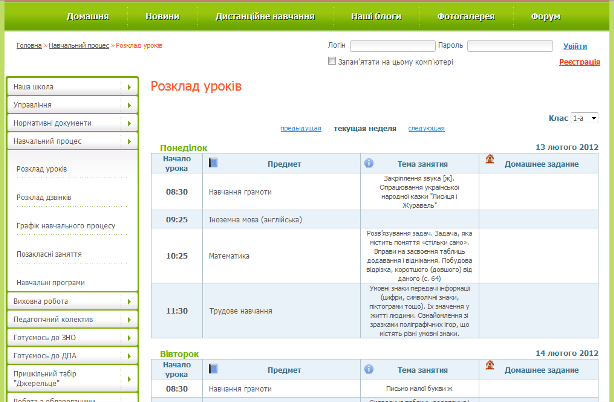 Домашня Новини Дистанційне навчання Наші блоги Фотогалерея Форум
Головна » Навчальний процес » Розклад уроків
Логін Пароль Увійти
Запам'ятати на цьому комп'ютері Реєстрація
Наша школа
Управління
Нормативні документи
Навчальний процес
Розклад уроків
Розклад дзвінків
Графік навчального процесу
Позакласні заняття
Навчальні програми
Виховна робота
Педагогічний колектив
Готуємось до ЗНО
Готуємось до ДПА
Пришкільний табір
"Джерельце"
Робота з обдарованими
Розклад уроків
Клас 1-а
предыдущая текущая неделя следующая
Понеділок 13 лютого 2012
Начало
урока
Предмет Тема занятия Домашнее задание
08:30 Навчання грамоти
Закріплення звука [ж].
Опрацювання української
народної казки "Лисиця і
Журавель"
09:25 Іноземна мова (англійська)
10:25 Математика
Розв'язування задач. Задача, яка
містить поняття «стільки само».
Вправи на засвоєння таблиць
додавання і віднімання. Побудова
відрізка, коротшого (довшого) від
даного (с. 64)
11:30 Трудове навчання
Умовні знаки передачі інформації
(цифри, символічні знаки,
піктограми тощо). Їх значення у
житті людини. Ознайомлення зі
зразками поліграфічних ігор, що
містять різні умовні знаки.
Вівторок 14 лютого 2012
Начало
урока
Предмет Тема занятия Домашнее задание
08:30 Навчання грамоти Письмо малої букви ж